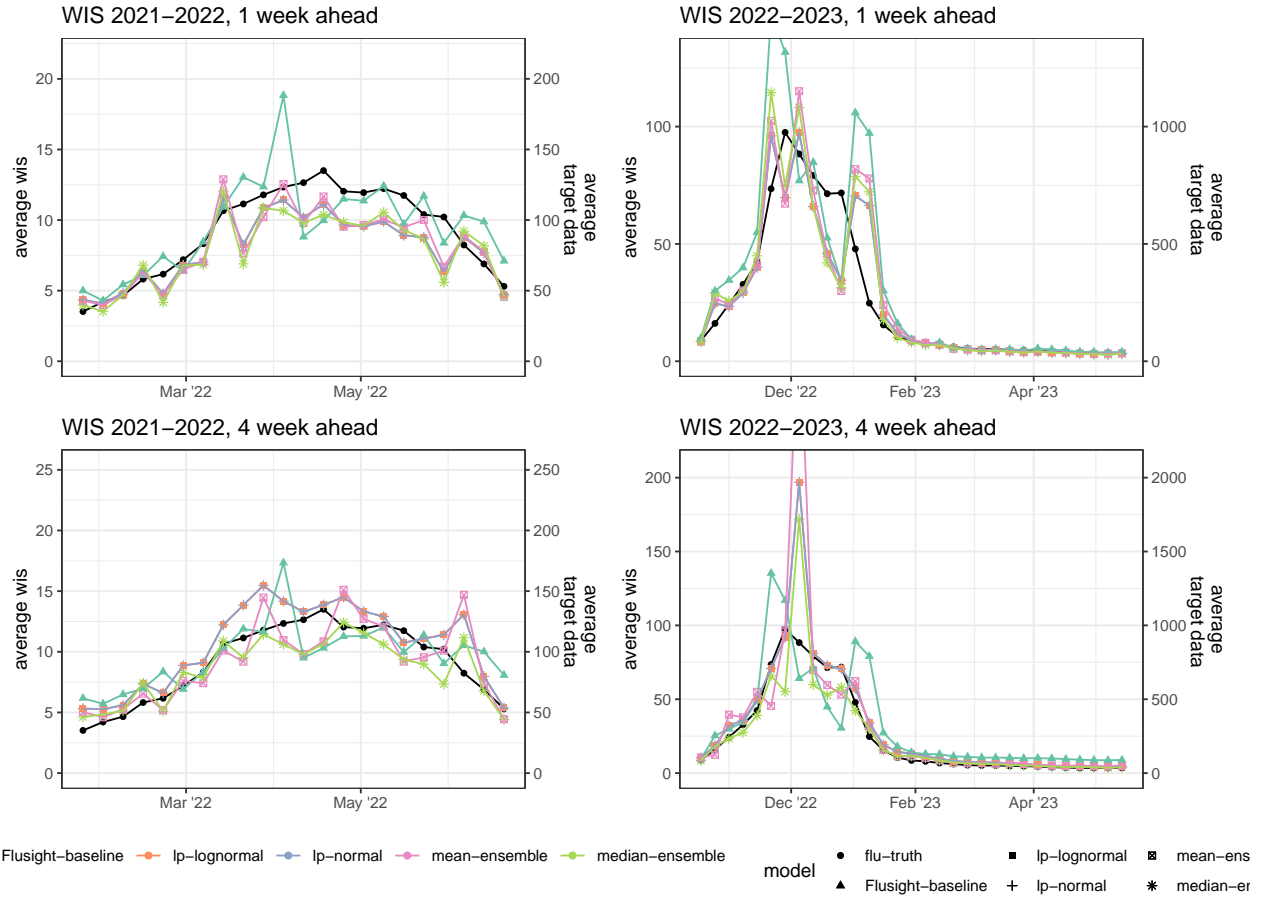 WIS 2021−2022, 1 week ahead
20
15
10
5
0
200
150
100
50
0
average wis
average
target data
Mar '22
May '22
WIS 2022−2023, 1 week ahead
100
50
0
1000
500
0
average wis
average
target data
Dec '22
Feb '23
Apr '23
WIS 2021−2022, 4 week ahead
25
20
15
10
5
0
250
200
150
100
50
0
average wis
average
target data
Mar '22
May '22
WIS 2022−2023, 4 week ahead
200
150
100
50
0
2000
1500
1000
500
0
average wis
average
target data
Dec '22
Feb '23
Apr '23
Flusight−baseline lp−lognormal lp−normal mean−ensemble median−ensemble
model
flu−truth lp−lognormal mean−ens
Flusight−baseline lp−normal median−er